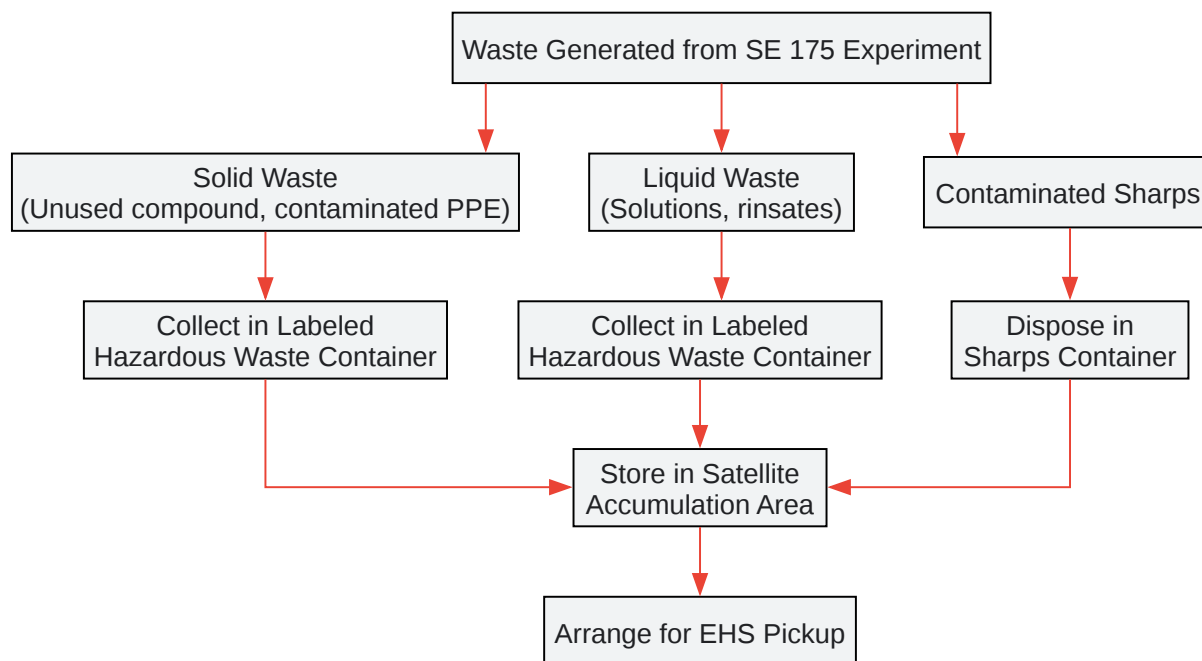 Waste Generated from SE 175 Experiment
Solid Waste
(Unused compound, contaminated PPE)
Liquid Waste
(Solutions, rinsates)
Contaminated Sharps
Collect in Labeled
Hazardous Waste Container
Collect in Labeled
Hazardous Waste Container
Dispose in
Sharps Container
Store in Satellite
Accumulation Area
Arrange for EHS Pickup